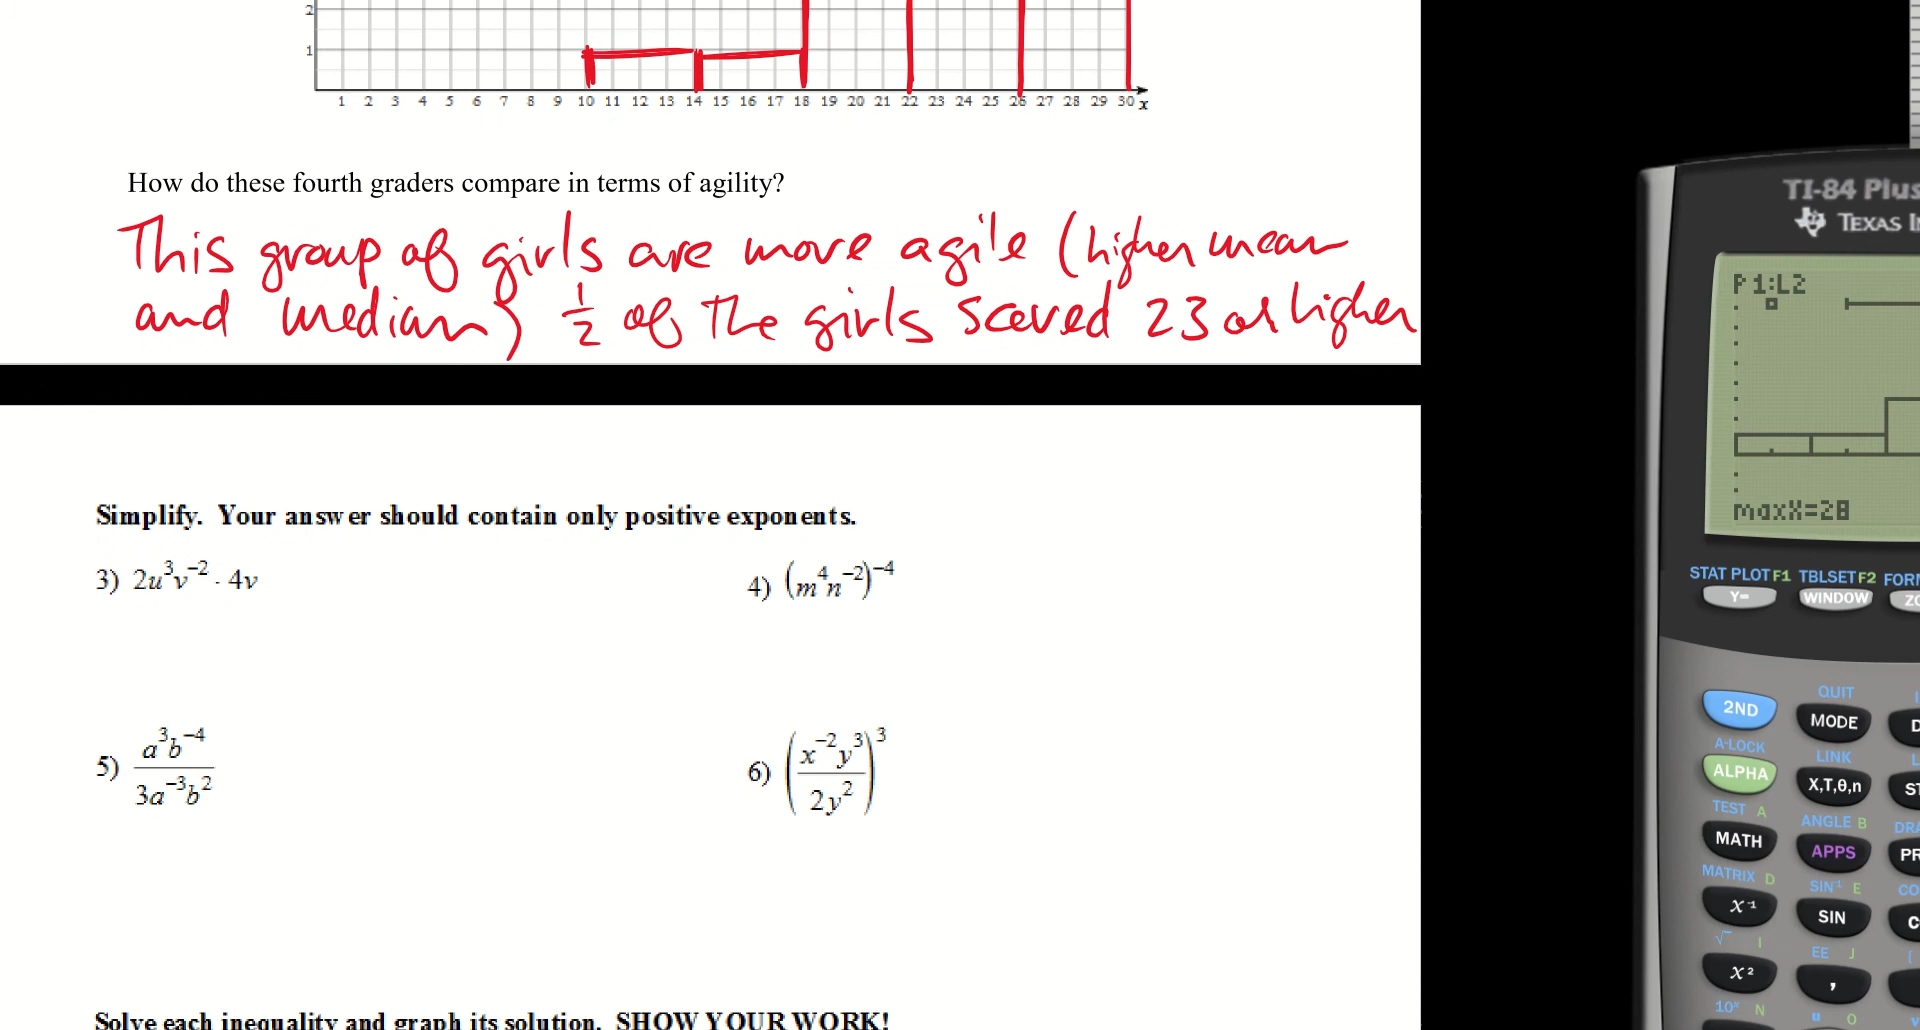 2
1
1 2 3 4 5 6 7 8 9 10 11 12 13 14 15 16 17 18 19 20 21 22 23 24 25 26 27 28 29 30 x
How do these fourth graders compare in terms of agility?
This group of girls are more agile (higher mean
and median) 1/2 of the girls scored 23 or higher
Simplify. Your answer should contain only positive exponents.
3) 2u³v⁻² · 4v
4) (m⁴n⁻²)⁻⁴
5) a³b⁻⁴ / 3a⁻³b²
6) (x⁻²y³ / 2y²)³
Solve each inequality and graph its solution. SHOW YOUR WORK!
TI-84 Plus
TEXAS
P1:L2
maxX=28
STAT PLOT F1 TBLSET F2
Y= WINDOW
QUIT
2ND MODE
A-LOCK LINK
ALPHA X,T,θ,n
TEST A ANGLE B
MATH APPS
MATRIX D SIN⁻¹ E
x⁻¹ SIN
√ I EE J
x² ,
10ˣ N u O